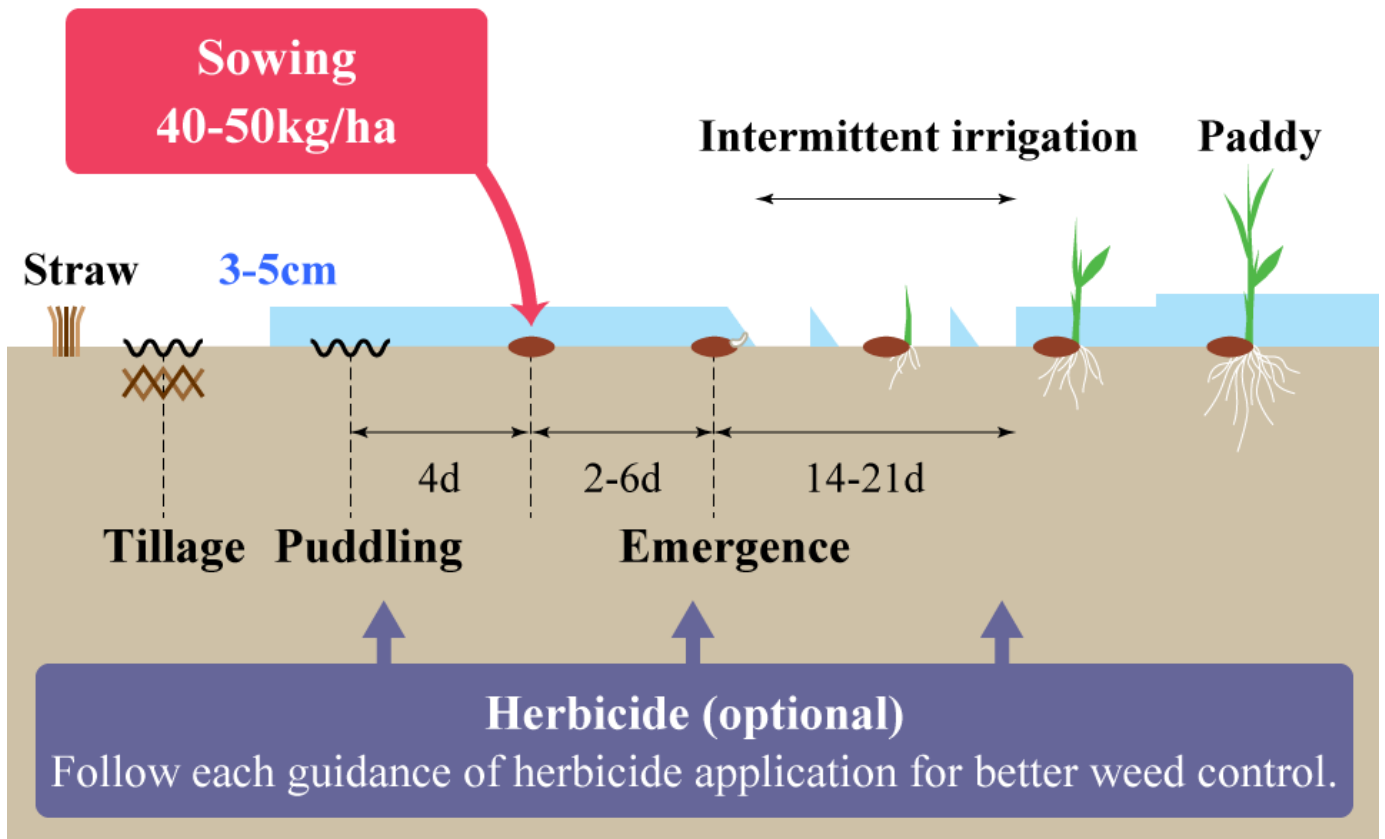 Sowing
40-50kg/ha
Intermittent irrigation
Paddy
Straw
3-5cm
4d
2-6d
14-21d
Tillage
Puddling
Emergence
Herbicide (optional)
Follow each guidance of herbicide application for better weed control.